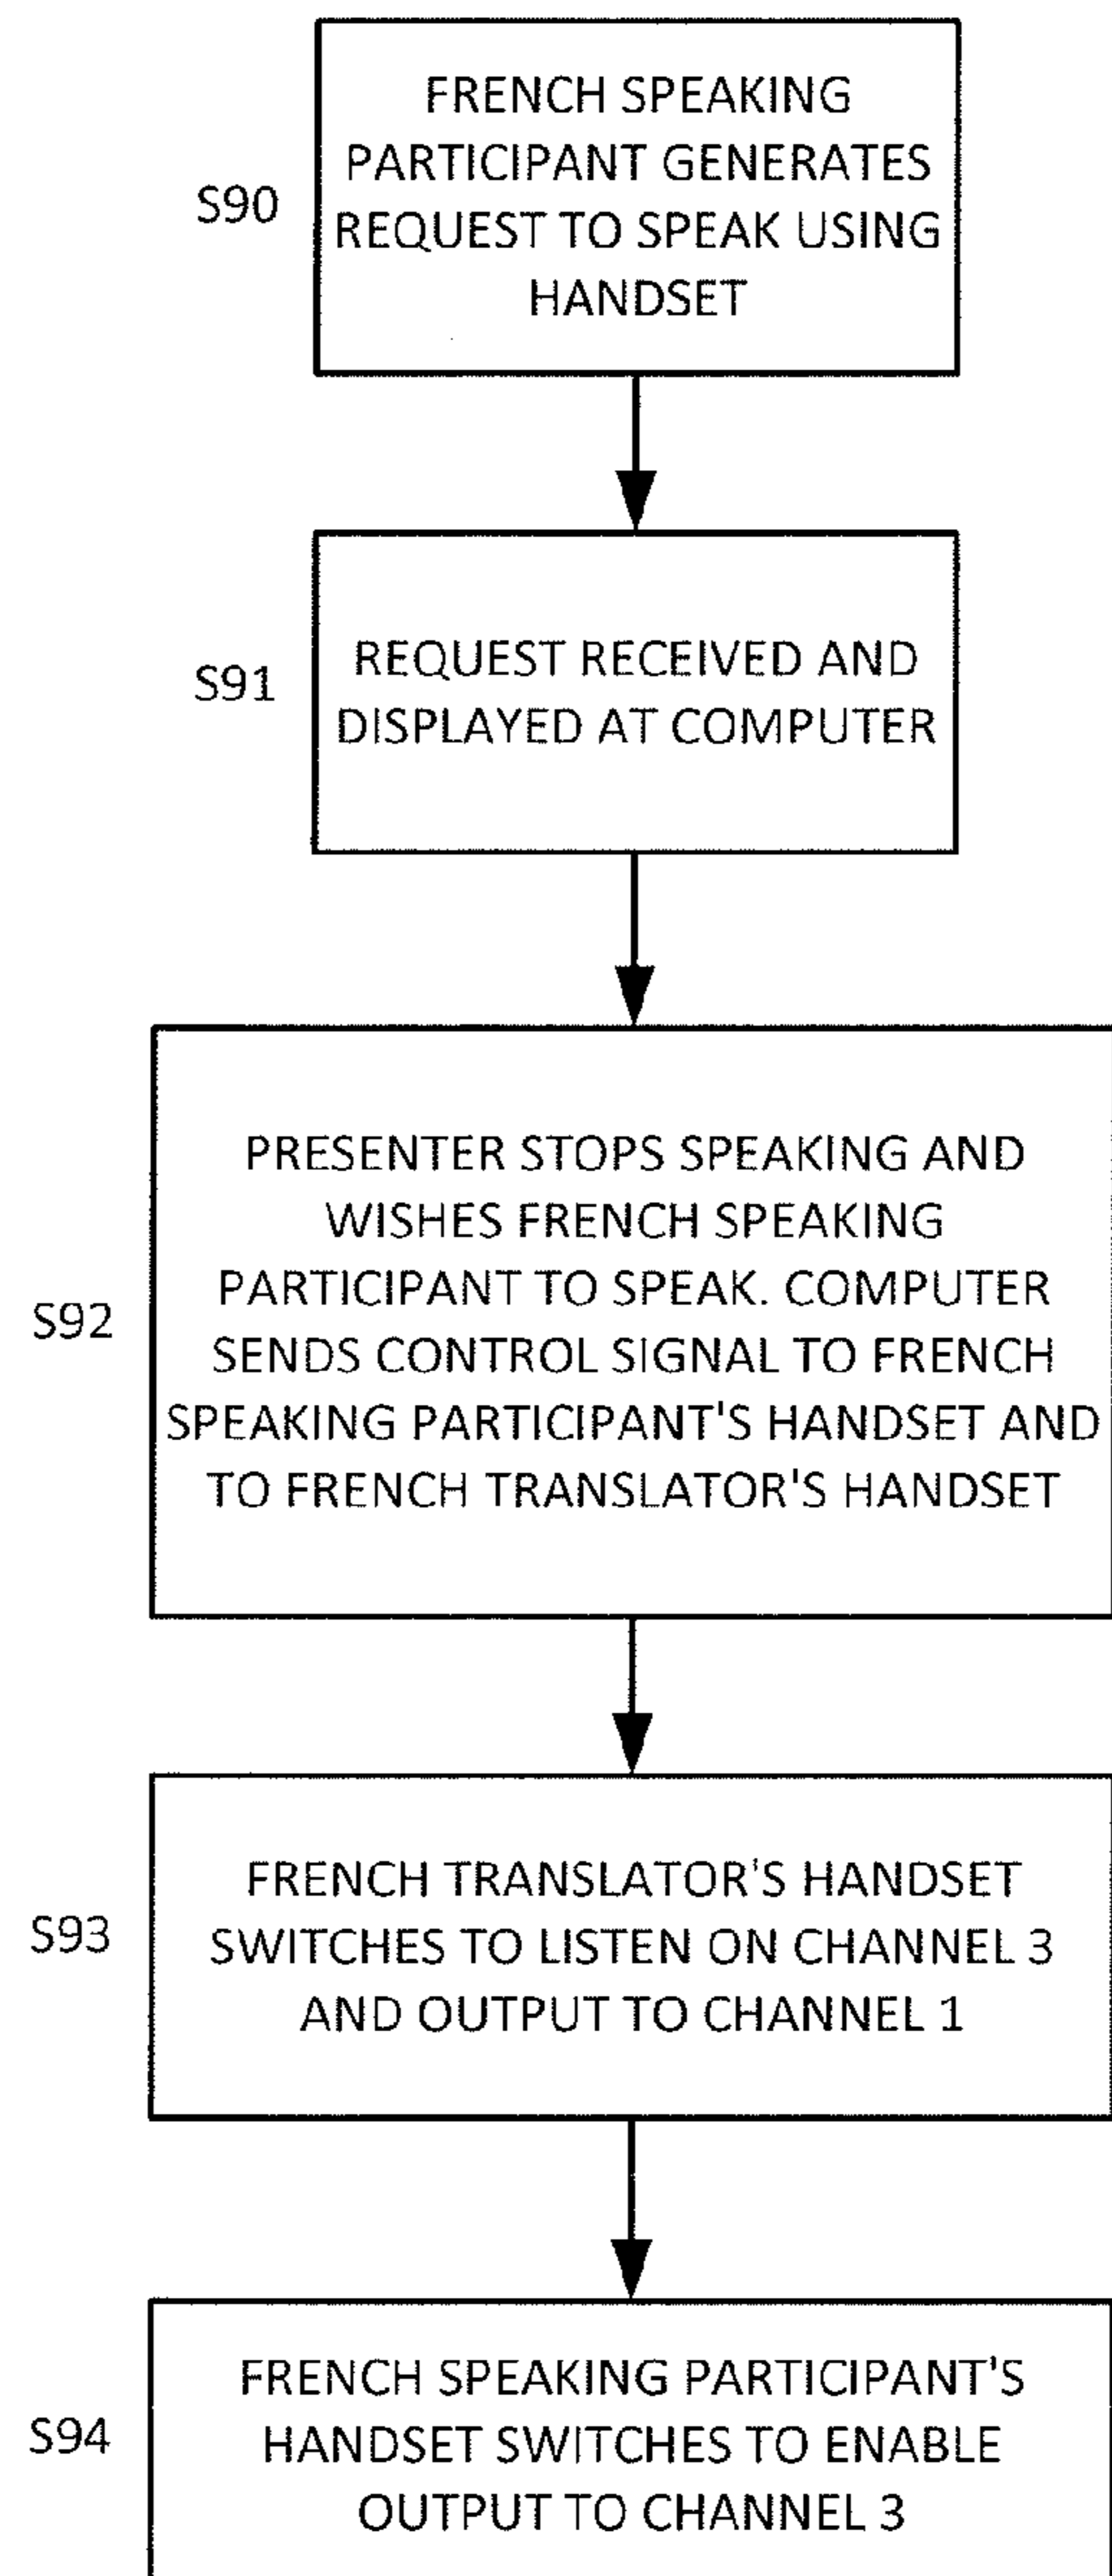 S90
FRENCH SPEAKING
PARTICIPANT GENERATES
REQUEST TO SPEAK USING
HANDSET
S91
REQUEST RECEIVED AND
DISPLAYED AT COMPUTER
S92
PRESENTER STOPS SPEAKING AND
WISHES FRENCH SPEAKING
PARTICIPANT TO SPEAK. COMPUTER
SENDS CONTROL SIGNAL TO FRENCH
SPEAKING PARTICIPANT'S HANDSET AND
TO FRENCH TRANSLATOR'S HANDSET
S93
FRENCH TRANSLATOR'S HANDSET
SWITCHES TO LISTEN ON CHANNEL 3
AND OUTPUT TO CHANNEL 1
S94
FRENCH SPEAKING PARTICIPANT'S
HANDSET SWITCHES TO ENABLE
OUTPUT TO CHANNEL 3